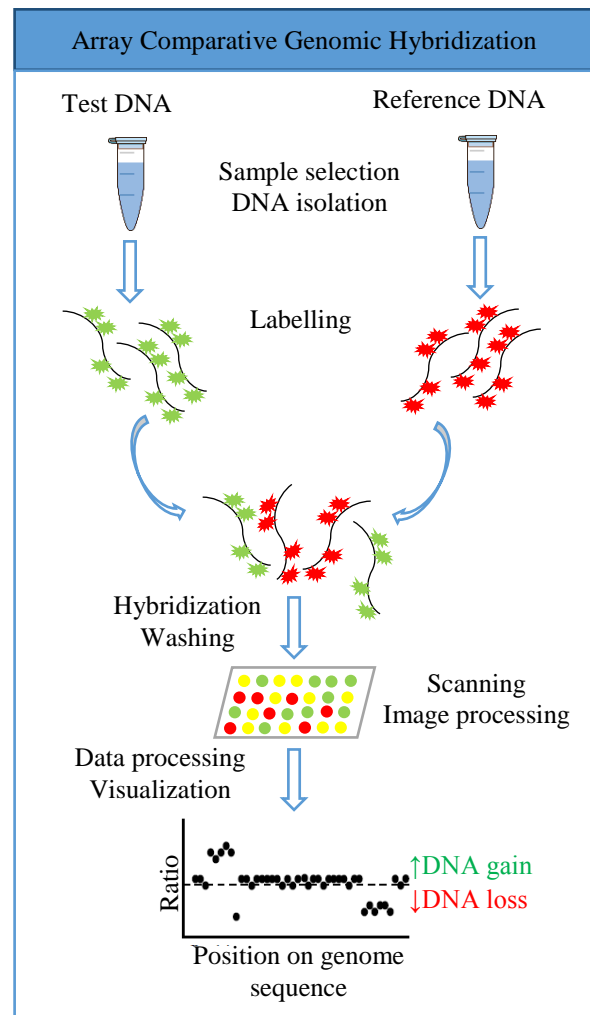 Array Comparative Genomic Hybridization
Test DNA
Reference DNA
Sample selection
DNA isolation
Labelling
Hybridization
Washing
Scanning
Image processing
Data processing
Visualization
Ratio
↑DNA gain
↓DNA loss
Position on genome
sequence